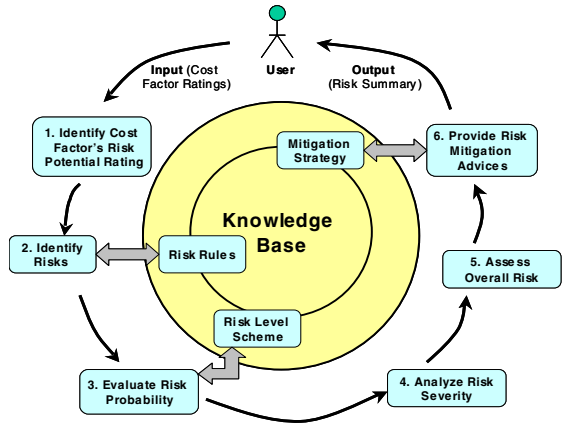 User
Input (Cost
Factor Ratings)
Output
(Risk Summary)
1. Identify Cost
Factor's Risk
Potential Rating
Mitigation
Strategy
6. Provide Risk
Mitigation
Advices
Knowledge
Base
2. Identify
Risks
Risk Rules
5. Assess
Overall Risk
Risk Level
Scheme
3. Evaluate Risk
Probability
4. Analyze Risk
Severity